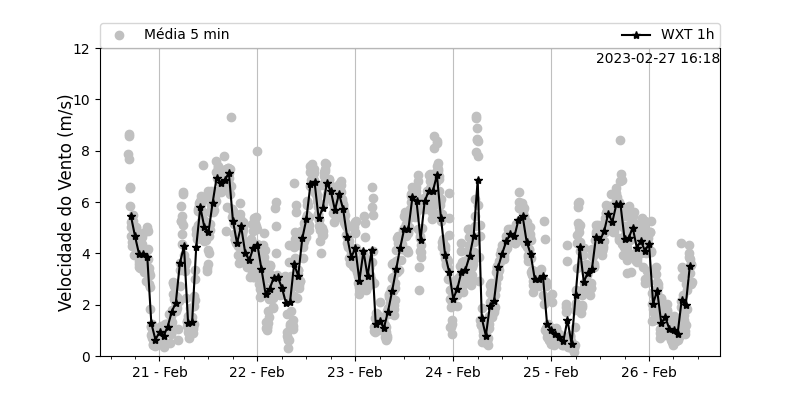 Média 5 min
WXT 1h
2023-02-27 16:18
Velocidade do Vento (m/s)
12
10
8
6
4
2
0
21 - Feb
22 - Feb
23 - Feb
24 - Feb
25 - Feb
26 - Feb